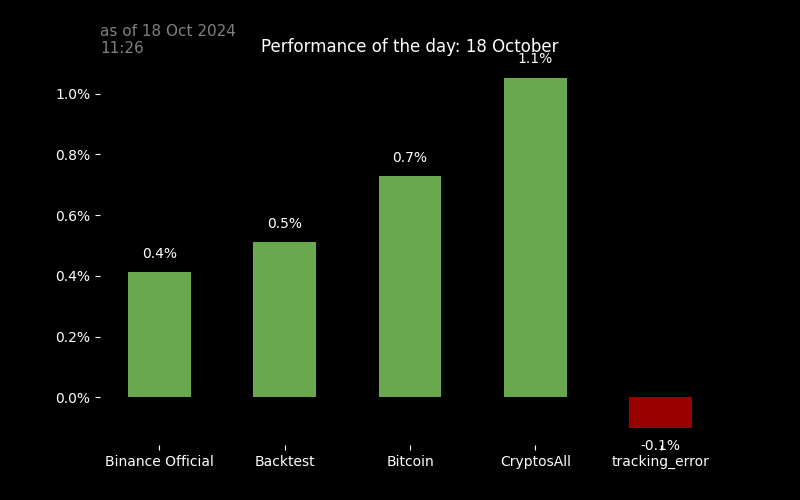 as of 18 Oct 2024
11:26
Performance of the day: 18 October
1.1%
1.0%
0.8%
0.7%
0.6%
0.5%
0.4%
0.4%
0.2%
0.0%
-0.1%
Binance Official
Backtest
Bitcoin
CryptosAll
tracking_error